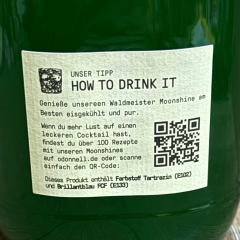 UNSER TIPP
HOW TO DRINK IT
Genieße unseren Waldmeister Moonshine am
Besten eisgekühlt und pur.
Wenn du mehr Lust auf einen
leckeren Cocktail hast,
findest du über 100 Rezepte
mit unseren Moonshines
auf odonnell.de oder scanne
einfach den QR-Code:
Dieses Produkt enthält Farbstoff Tartrazin (E102)
und Brillantblau FCF (E133)